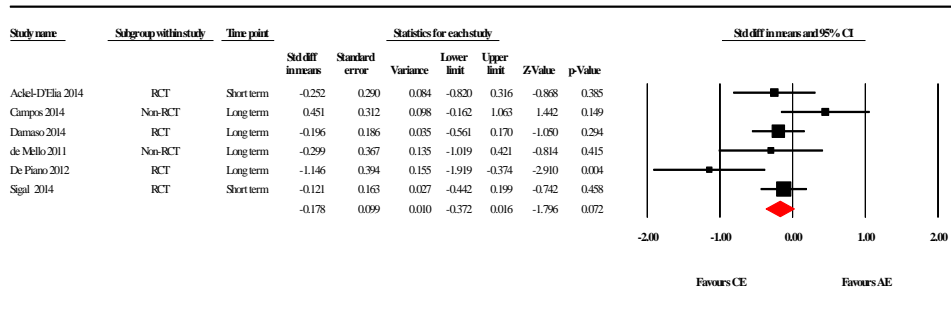 Study name Subgroup within study Time point Statistics for each study Std diff in means and 95% CI
Std diff in means Standard error Variance Lower limit Upper limit Z-Value p-Value
Ackel-D'Elia 2014 RCT Short term -0.252 0.290 0.084 -0.820 0.316 -0.868 0.385
Campos 2014 Non-RCT Long term 0.451 0.312 0.098 -0.162 1.063 1.442 0.149
Damaso 2014 RCT Long term -0.196 0.186 0.035 -0.561 0.170 -1.050 0.294
de Mello 2011 Non-RCT Long term -0.299 0.367 0.135 -1.019 0.421 -0.814 0.415
De Piano 2012 RCT Long term -1.146 0.394 0.155 -1.919 -0.374 -2.910 0.004
Sigal 2014 RCT Short term -0.121 0.163 0.027 -0.442 0.199 -0.742 0.458
-0.178 0.099 0.010 -0.372 0.016 -1.796 0.072
-2.00 -1.00 0.00 1.00 2.00
Favours CE Favours AE